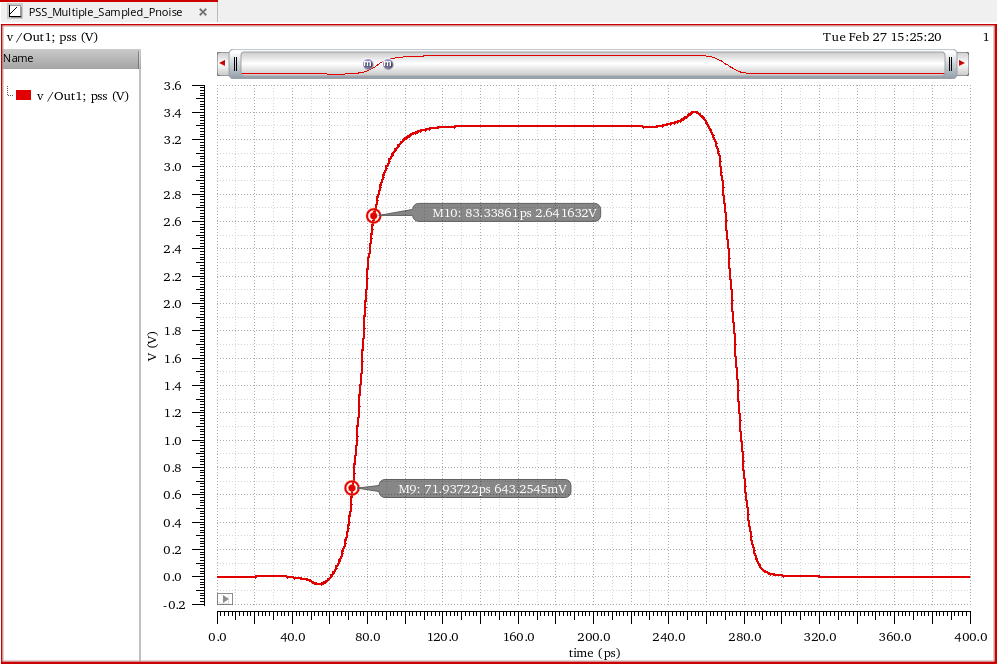 PSS_Multiple_Sampled_Pnoise ×
v /Out1; pss (V) Tue Feb 27 15:25:20 1
Name
v /Out1; pss (V)
m m
V (V)
3.6
3.4
3.2
3.0
2.8
2.6
2.4
2.2
2.0
1.8
1.6
1.4
1.2
1.0
0.8
0.6
0.4
0.2
0.0
-0.2
M10: 83.33861ps 2.641632V
M9: 71.93722ps 643.2545mV
0.0 40.0 80.0 120.0 160.0 200.0 240.0 280.0 320.0 360.0 400.0
time (ps)